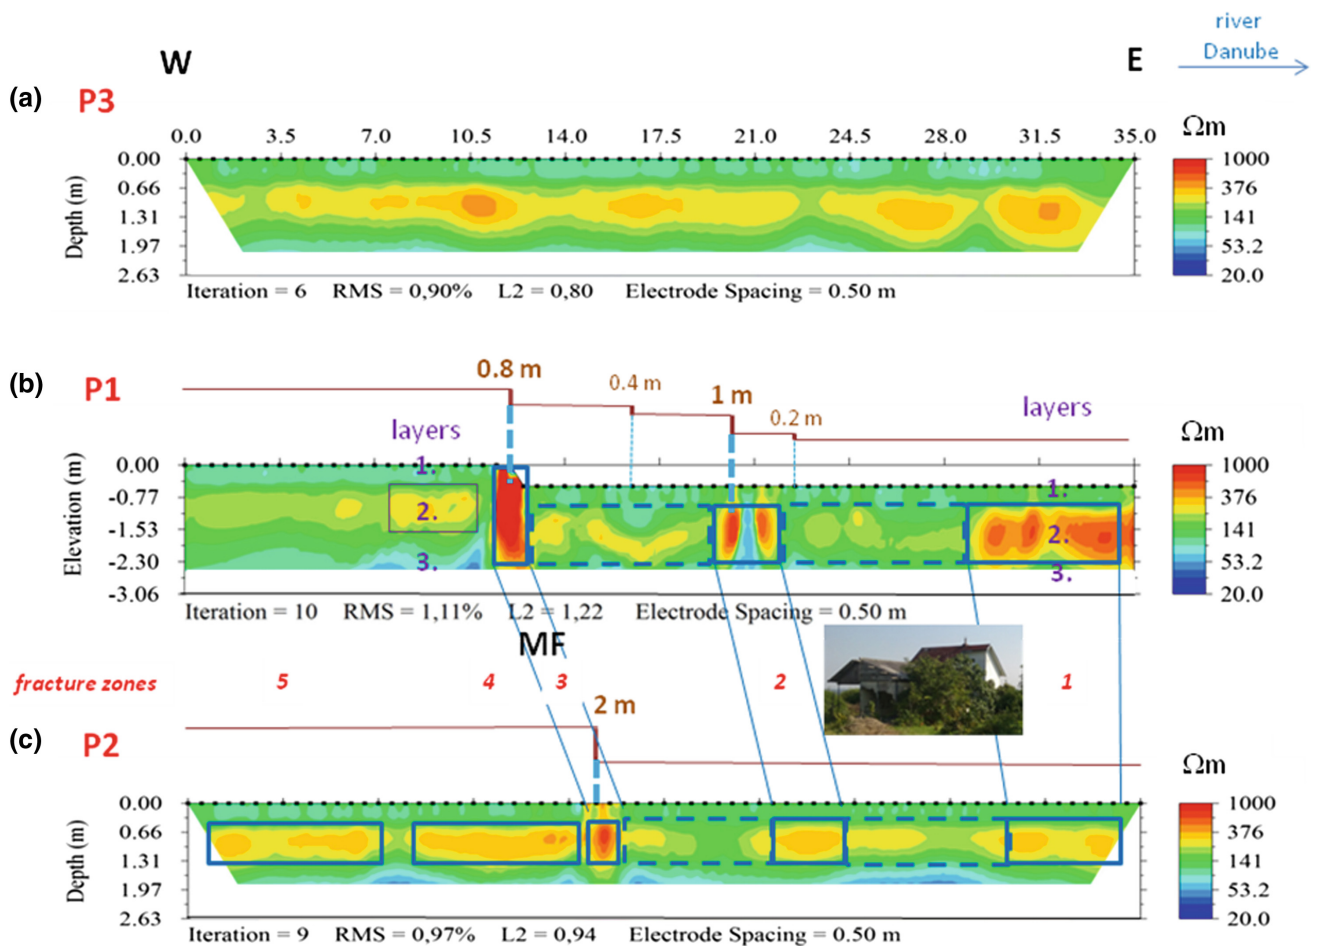 river
Danube
W
E
(a)
P3
0.0 3.5 7.0 10.5 14.0 17.5 21.0 24.5 28.0 31.5 35.0
Ωm
Depth (m)
0.00
0.66
1.31
1.97
2.63
1000
376
141
53.2
20.0
Iteration = 6 RMS = 0,90% L2 = 0,80 Electrode Spacing = 0.50 m
(b)
P1
0.8 m
0.4 m
1 m
0.2 m
layers
layers
Ωm
Elevation (m)
0.00
-0.77
-1.53
-2.30
-3.06
1.
2.
3.
1.
2.
3.
1000
376
141
53.2
20.0
Iteration = 10 RMS = 1,11% L2 = 1,22 Electrode Spacing = 0.50 m
MF
fracture zones 5 4 3 2 1
2 m
(c)
P2
Ωm
Depth (m)
0.00
0.66
1.31
1.97
2.63
1000
376
141
53.2
20.0
Iteration = 9 RMS = 0,97% L2 = 0,94 Electrode Spacing = 0.50 m